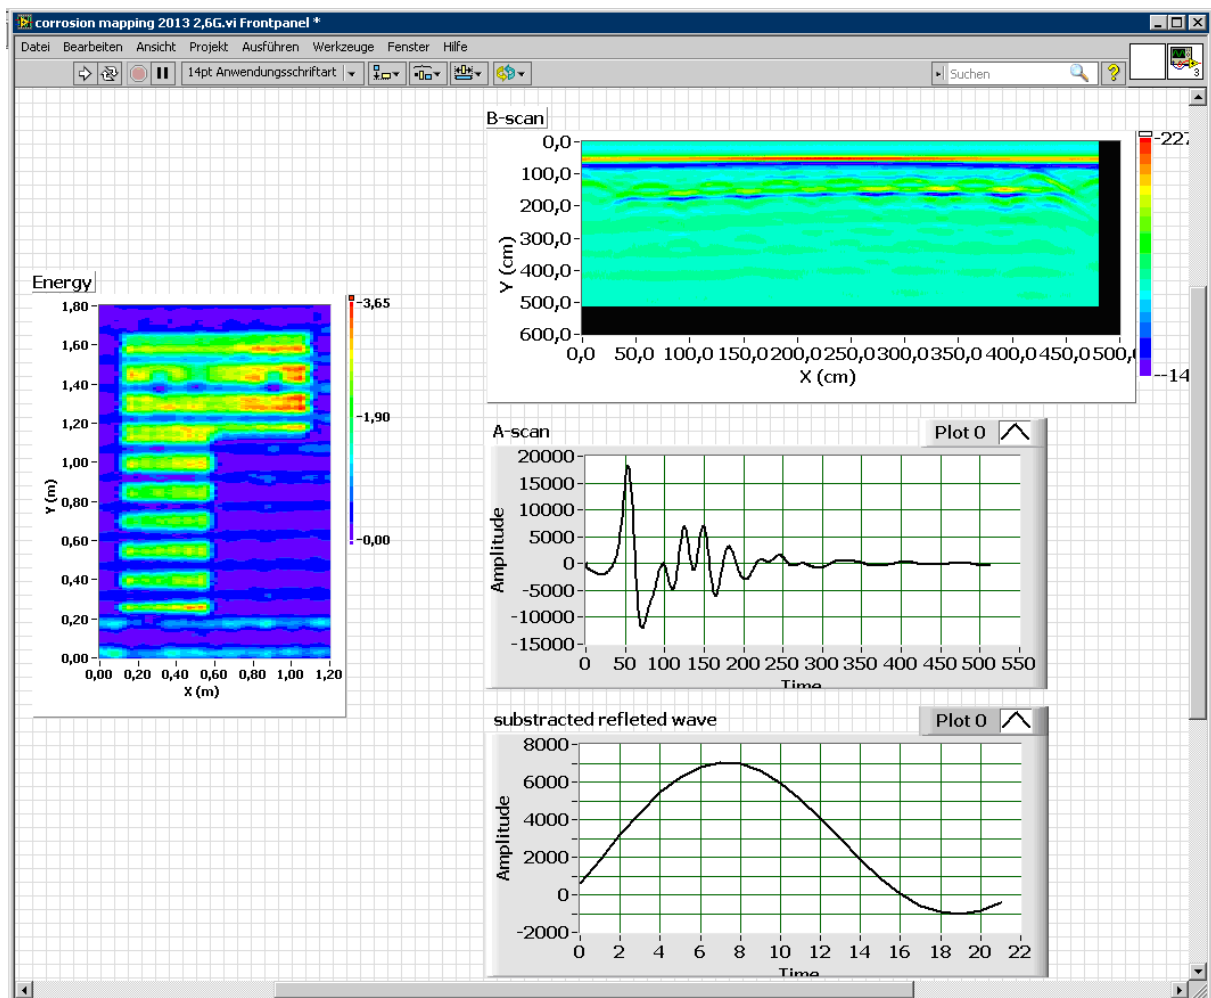 corrosion mapping 2013 2,6G.vi Frontpanel *
Datei Bearbeiten Ansicht Projekt Ausführen Werkzeuge Fenster Hilfe
14pt Anwendungsschriftart
Suchen
?
3
B-scan
0,0
100,0
200,0
300,0
400,0
500,0
600,0
Y (cm)
0,0 50,0 100,0 150,0 200,0 250,0 300,0 350,0 400,0 450,0 500,
X (cm)
-227
--14
Energy
1,80
1,60
1,40
1,20
1,00
0,80
0,60
0,40
0,20
0,00
Y (m)
0,00 0,20 0,40 0,60 0,80 1,00 1,20
X (m)
-3,65
-1,90
-0,00
A-scan
Plot 0
20000
15000
10000
5000
0
-5000
-10000
-15000
Amplitude
0 50 100 150 200 250 300 350 400 450 500 550
Time
substracted refleted wave
Plot 0
8000
6000
4000
2000
0
-2000
Amplitude
0 2 4 6 8 10 12 14 16 18 20 22
Time